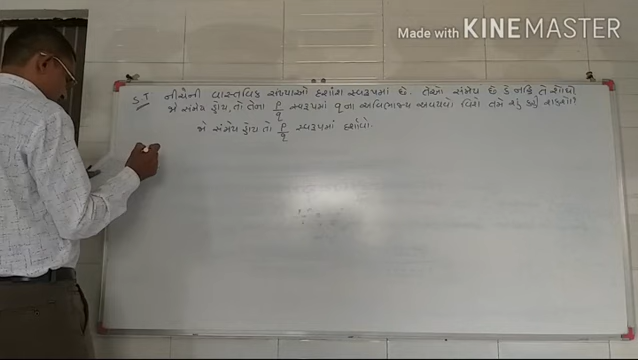 Made with KINEMASTER
S.T નીચેની વાસ્તવિક સંખ્યાઓ દશાંશ સ્વરૂપમાં છે. તેઓ સંમેય છે કે નહિ તે શોધો
જો સંમેય હોય, તો તેના p/q સ્વરૂપમાં q ના અવિભાજ્ય અવયવો વિશે તમે શું કહી શકશો?
જો સંમેય હોય તો p/q સ્વરૂપમાં દર્શાવો.